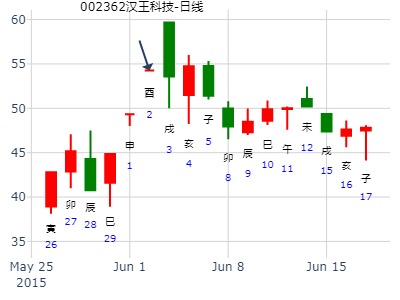 002362汉王科技-日线
60
55
50
45
40
35
寅
26
卯
27
辰
28
巳
29
申
1
酉
2
戌
3
亥
4
子
5
卯
8
辰
9
巳
10
午
11
未
12
戌
15
亥
16
子
17
May 25
2015
Jun 1
Jun 8
Jun 15